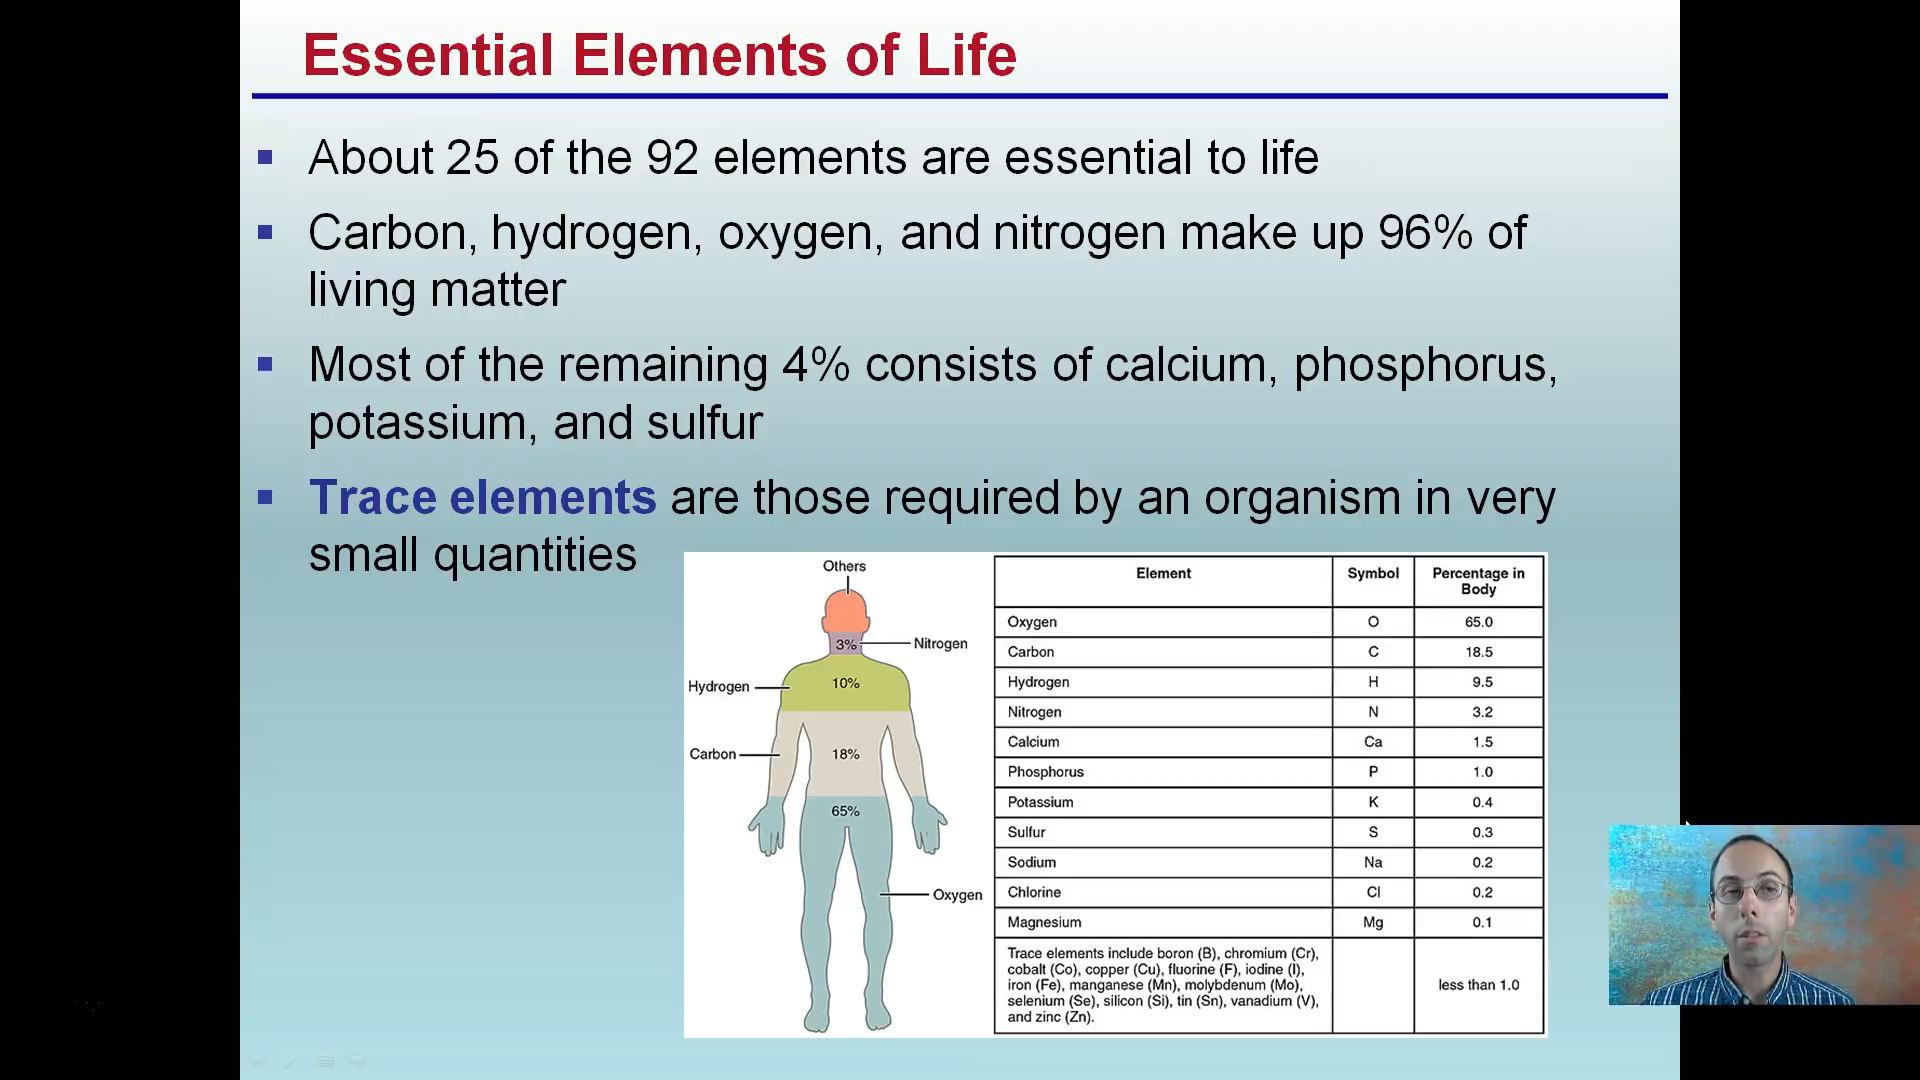 Essential Elements of Life
▪ About 25 of the 92 elements are essential to life
▪ Carbon, hydrogen, oxygen, and nitrogen make up 96% of
living matter
▪ Most of the remaining 4% consists of calcium, phosphorus,
potassium, and sulfur
▪ Trace elements are those required by an organism in very
small quantities
Others
3%
Nitrogen
Hydrogen
10%
Carbon
18%
65%
Oxygen
Element Symbol Percentage in
Body
Oxygen O 65.0
Carbon C 18.5
Hydrogen H 9.5
Nitrogen N 3.2
Calcium Ca 1.5
Phosphorus P 1.0
Potassium K 0.4
Sulfur S 0.3
Sodium Na 0.2
Chlorine Cl 0.2
Magnesium Mg 0.1
Trace elements include boron (B), chromium (Cr),
cobalt (Co), copper (Cu), fluorine (F), iodine (I),
iron (Fe), manganese (Mn), molybdenum (Mo),
selenium (Se), silicon (Si), tin (Sn), vanadium (V),
and zinc (Zn).
less than 1.0